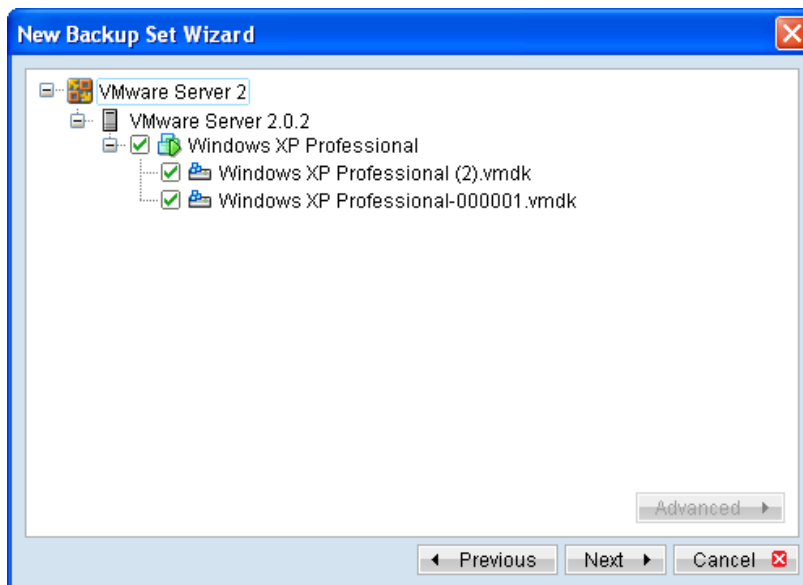 New Backup Set Wizard
VMware Server 2
VMware Server 2.0.2
Windows XP Professional
Windows XP Professional (2).vmdk
Windows XP Professional-000001.vmdk
Advanced
Previous Next Cancel